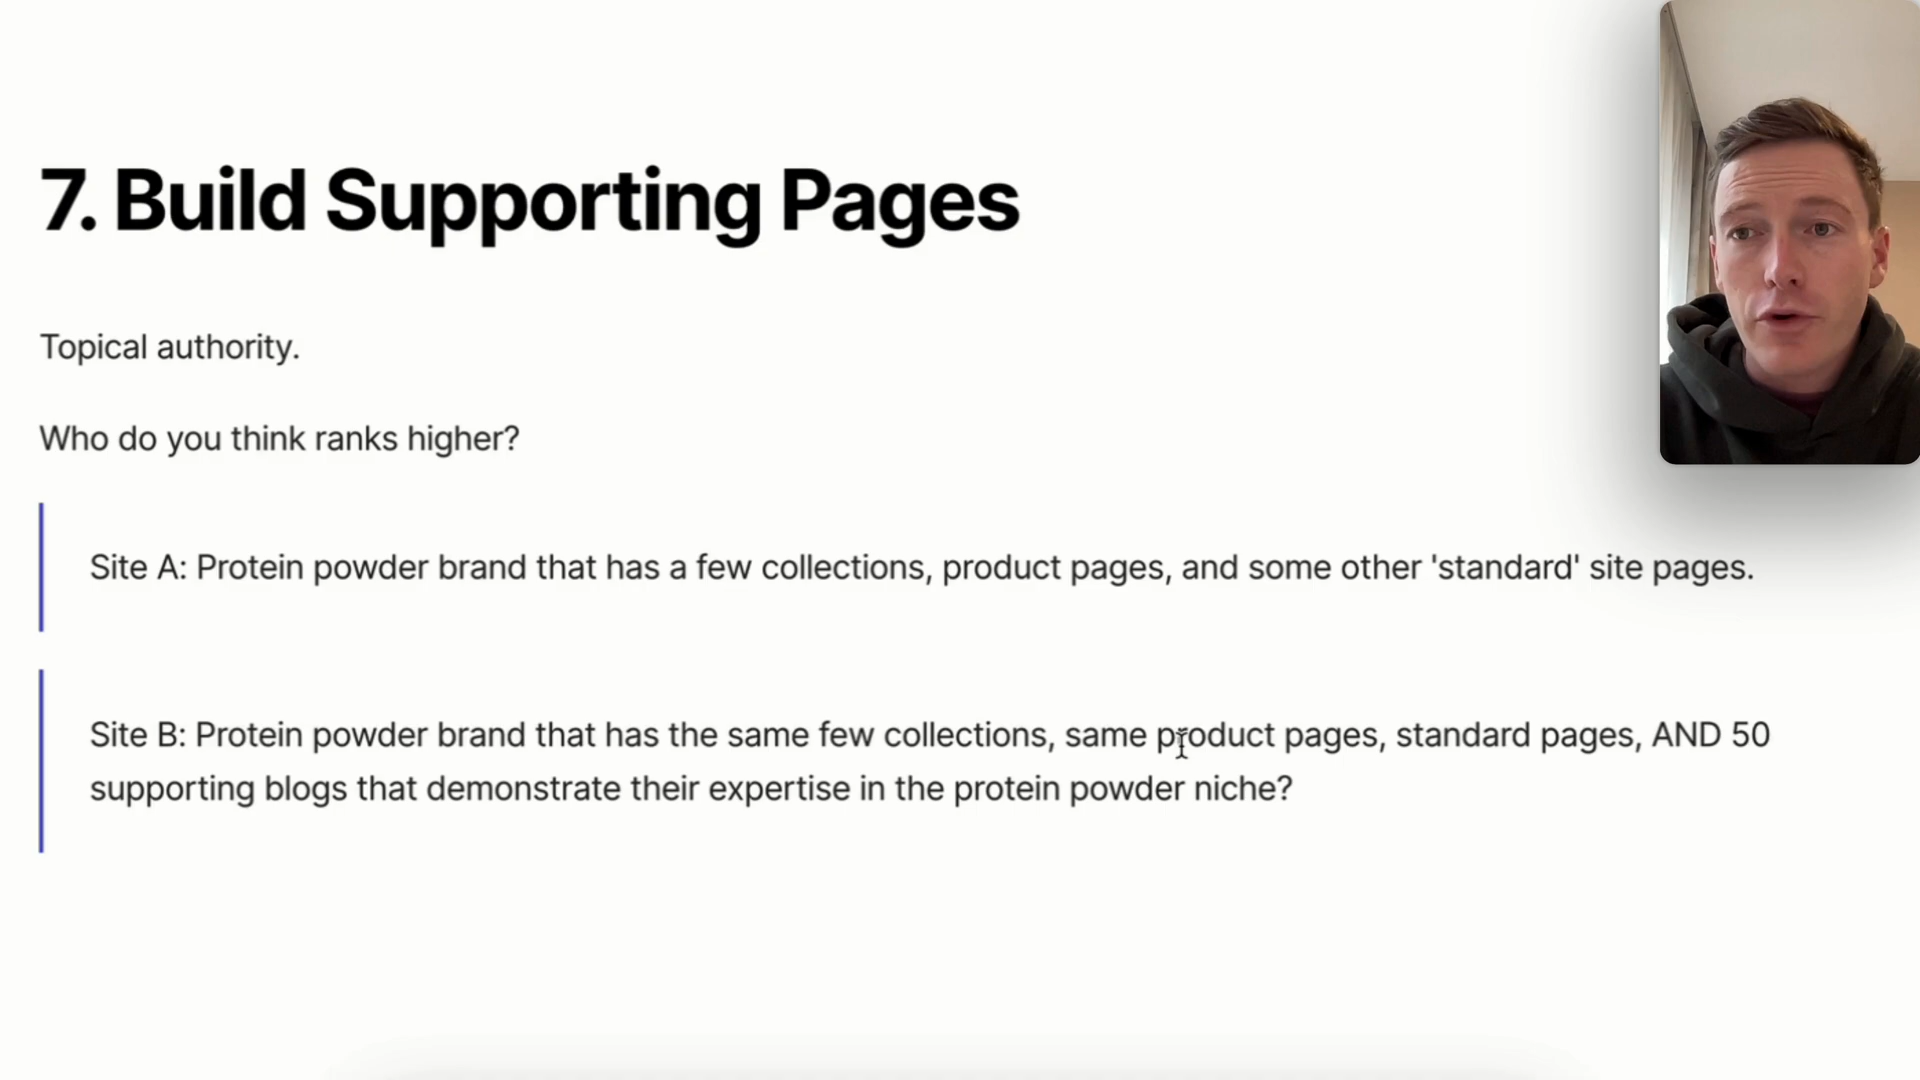 7. Build Supporting Pages
Topical authority.
Who do you think ranks higher?
Site A: Protein powder brand that has a few collections, product pages, and some other 'standard' site pages.
Site B: Protein powder brand that has the same few collections, same product pages, standard pages, AND 50
supporting blogs that demonstrate their expertise in the protein powder niche?